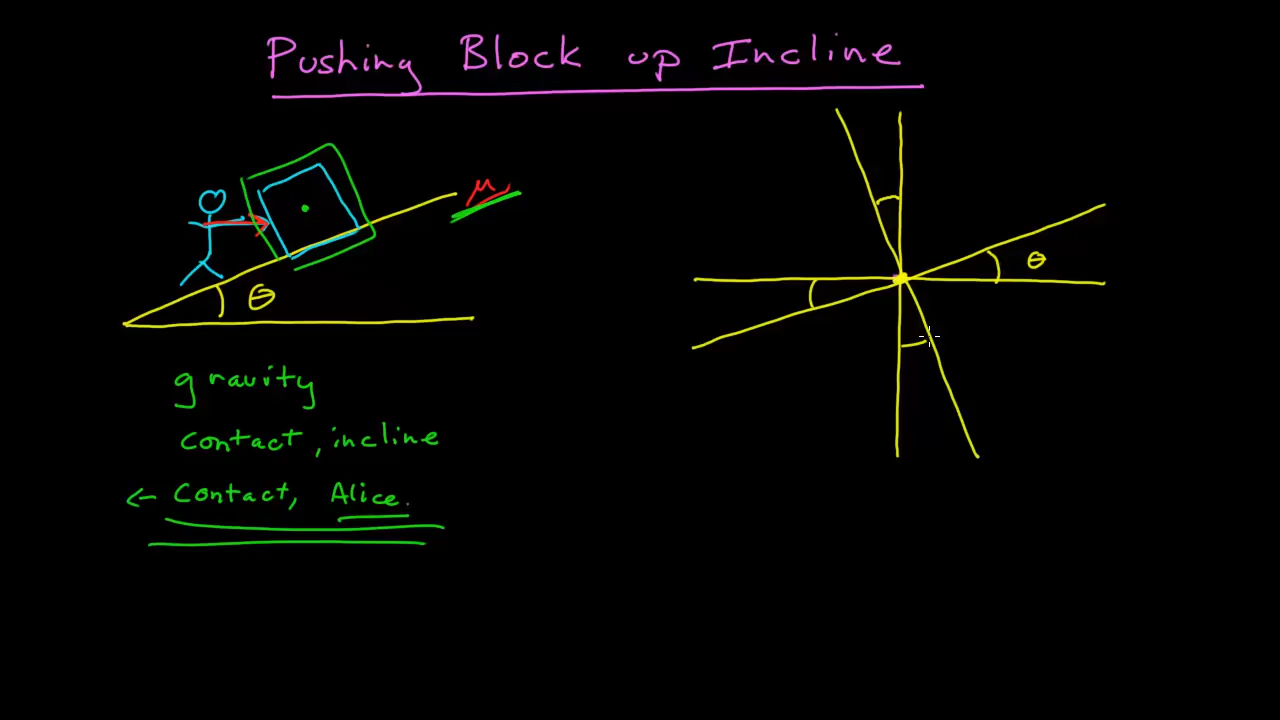 Pushing Block up Incline
μ
θ
θ
gravity
contact, incline
← Contact, Alice.